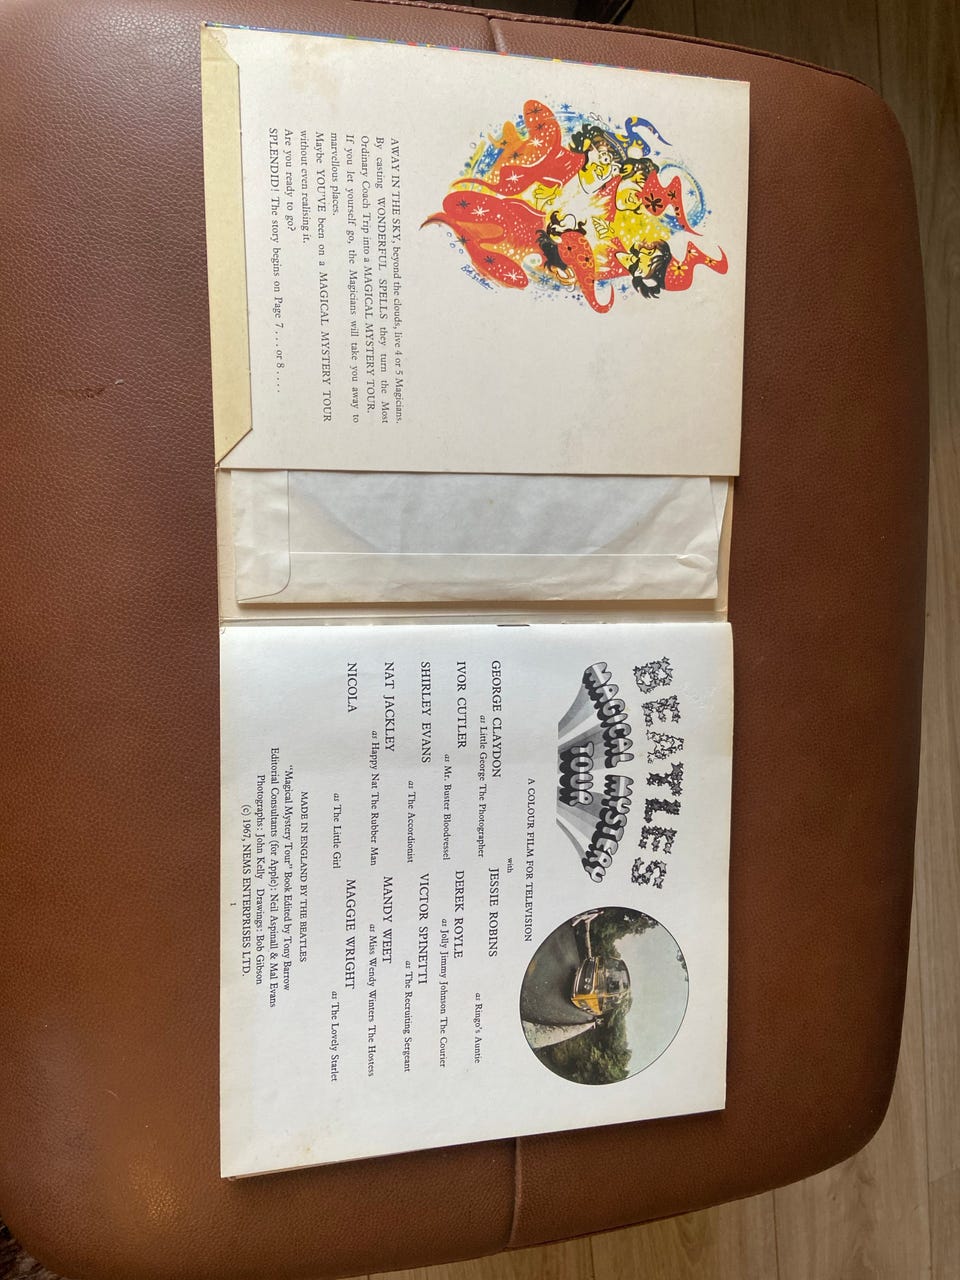 Bob Gibson
AWAY IN THE SKY, beyond the clouds, live 4 or 5 Magicians.
By casting WONDERFUL SPELLS they turn the Most
Ordinary Coach Trip into a MAGICAL MYSTERY TOUR.
If you let yourself go, the Magicians will take you away to
marvellous places.
Maybe YOU'VE been on a MAGICAL MYSTERY TOUR
without even realising it.
Are you ready to go?
SPLENDID! The story begins on Page 7 . . . or 8 . . . .
BEATLES
MAGICAL MYSTERY
TOUR
A COLOUR FILM FOR TELEVISION
with
GEORGE CLAYDON
as Little George The Photographer
IVOR CUTLER
as Mr. Buster Bloodvessel
SHIRLEY EVANS
as The Accordionist
NAT JACKLEY
as Happy Nat The Rubber Man
NICOLA
as The Little Girl
JESSIE ROBINS
as Ringo's Auntie
DEREK ROYLE
as Jolly Jimmy Johnson The Courier
VICTOR SPINETTI
as The Recruiting Sergeant
MANDY WEET
as Miss Wendy Winters The Hostess
MAGGIE WRIGHT
as The Lovely Starlet
MADE IN ENGLAND BY THE BEATLES
"Magical Mystery Tour" Book Edited by Tony Barrow
Editorial Consultants (for Apple): Neil Aspinall & Mal Evans
Photographs: John Kelly Drawings: Bob Gibson
(c) 1967, NEMS ENTERPRISES LTD.
1